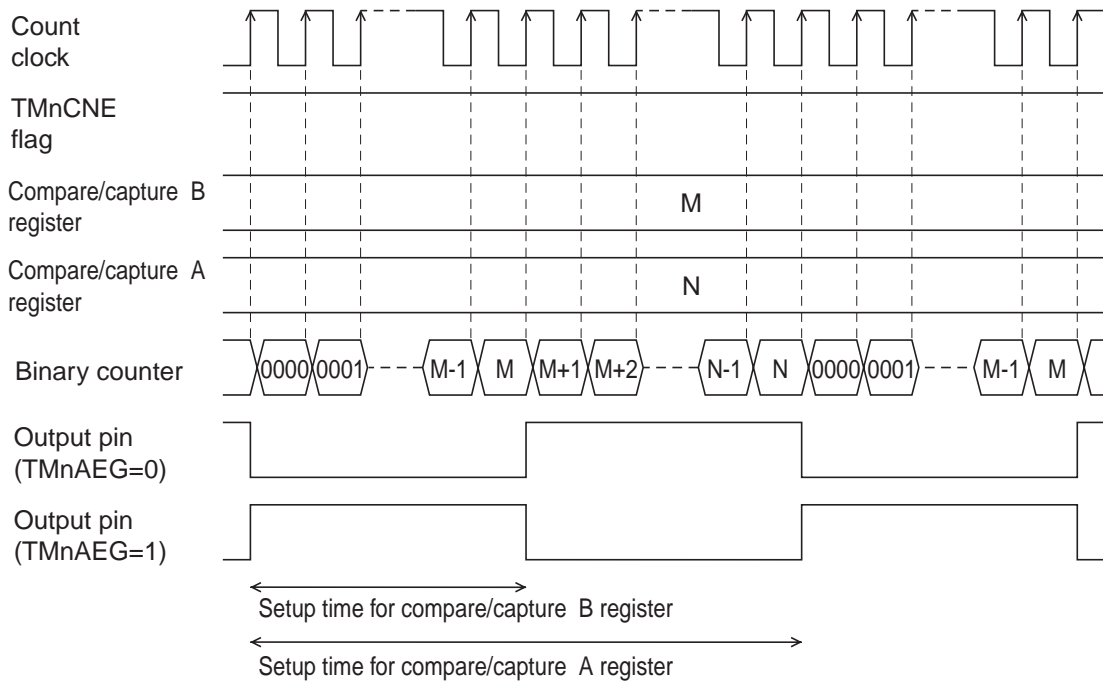 Count
clock
TMnCNE
flag
Compare/capture B
register
M
Compare/capture A
register
N
Binary counter
0000 0001 M-1 M M+1 M+2 N-1 N 0000 0001 M-1 M
Output pin
(TMnAEG=0)
Output pin
(TMnAEG=1)
Setup time for compare/capture B register
Setup time for compare/capture A register